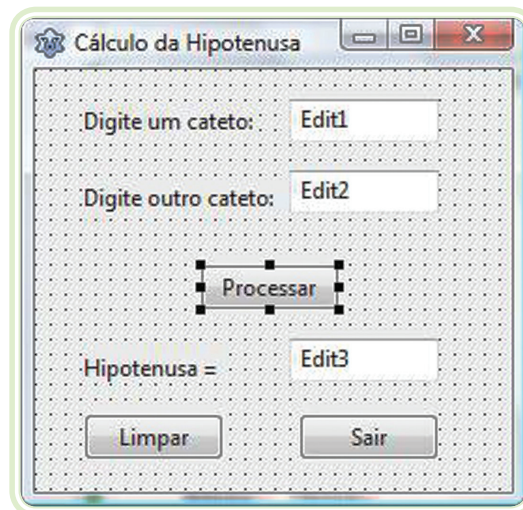 Cálculo da Hipotenusa
Digite um cateto: Edit1
Digite outro cateto: Edit2
Processar
Hipotenusa = Edit3
Limpar Sair